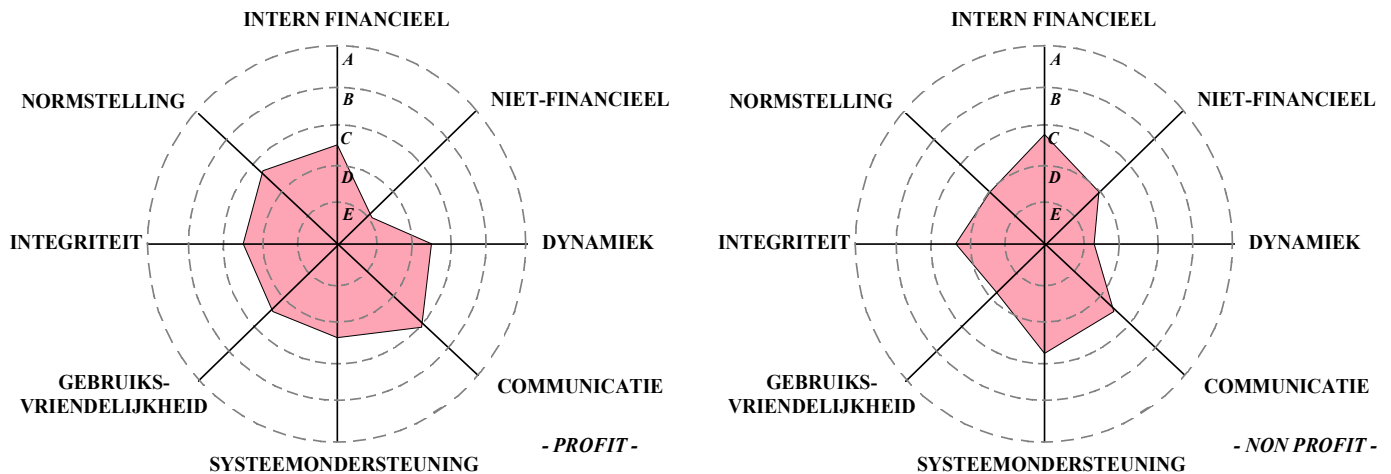 INTERN FINANCIEEL
A
B
C
D
E
NORMSTELLING
NIET-FINANCIEEL
INTEGRITEIT
DYNAMIEK
GEBRUIKS-
VRIENDELIJKHEID
COMMUNICATIE
SYSTEEMONDERSTEUNING
- PROFIT -
INTERN FINANCIEEL
A
B
C
D
E
NORMSTELLING
NIET-FINANCIEEL
INTEGRITEIT
DYNAMIEK
GEBRUIKS-
VRIENDELIJKHEID
COMMUNICATIE
SYSTEEMONDERSTEUNING
- NON PROFIT -